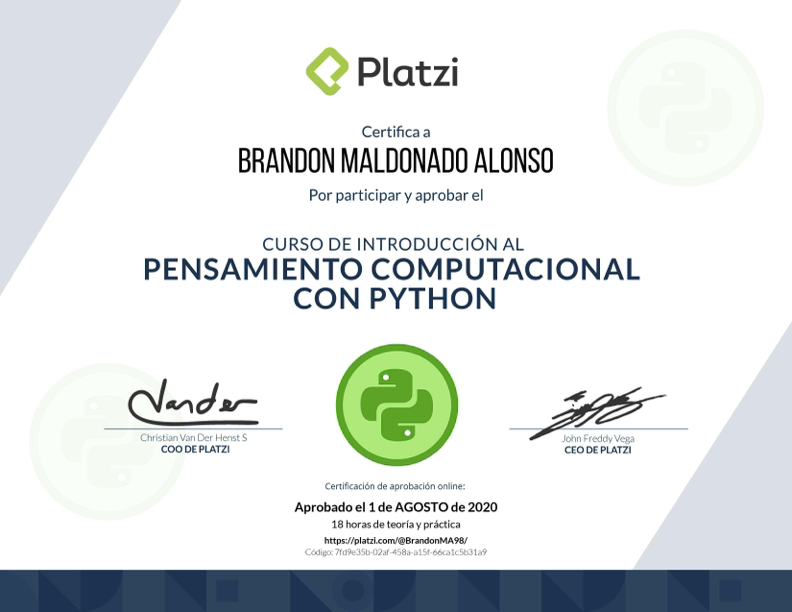 Platzi
Certifica a
BRANDON MALDONADO ALONSO
Por participar y aprobar el
CURSO DE INTRODUCCIÓN AL
PENSAMIENTO COMPUTACIONAL
CON PYTHON
Vander
Christian Van Der Henst S
COO DE PLATZI
John Freddy Vega
CEO DE PLATZI
Certificación de aprobación online:
Aprobado el 1 de AGOSTO de 2020
18 horas de teoría y práctica
https://platzi.com/@BrandonMA98/
Código: 7fd9e35b-02af-458a-a15f-66ca1c5b31a9